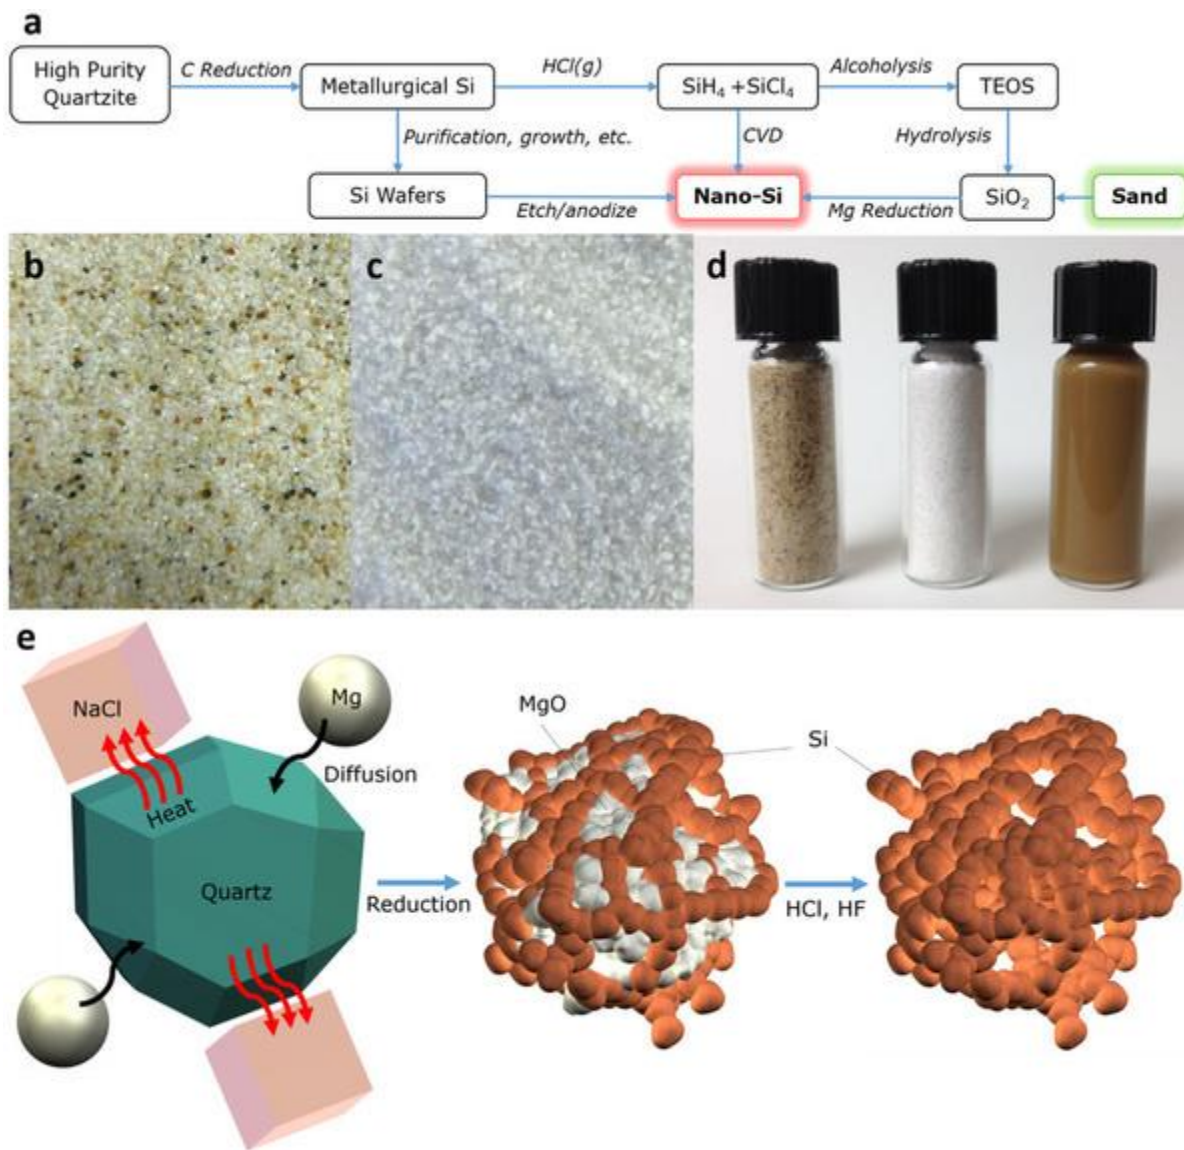 a
High Purity
Quartzite
C Reduction
Metallurgical Si
HCl(g)
SiH4 +SiCl4
Alcoholysis
TEOS
Purification, growth, etc.
CVD
Hydrolysis
Si Wafers
Etch/anodize
Nano-Si
Mg Reduction
SiO2
Sand
b
c
d
e
NaCl
Mg
Diffusion
Heat
Quartz
Reduction
MgO
Si
HCl, HF